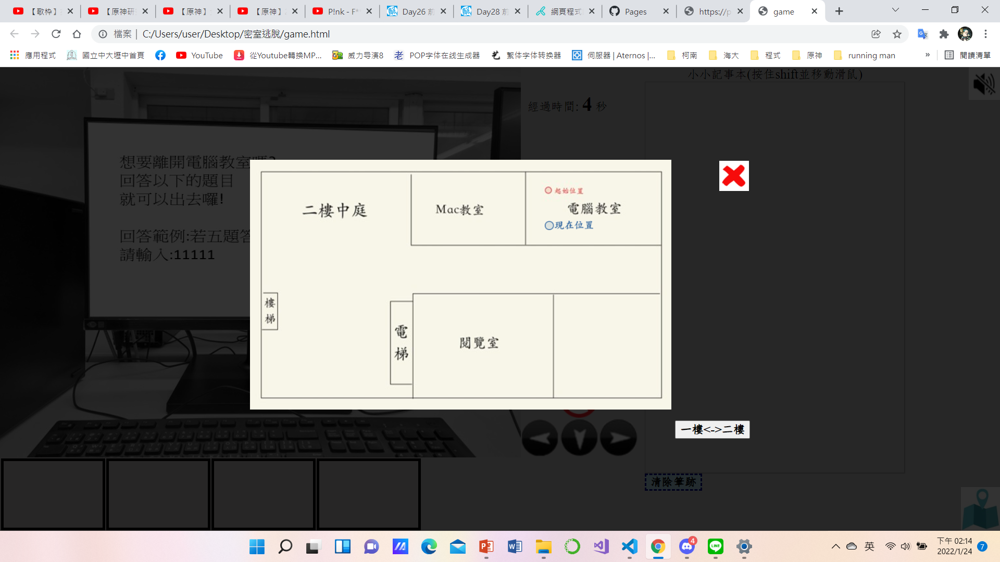 【歌枠】
【原神研
【原神】
【原神】
P!nk - F*
Day26 前
Day28 前
網頁程式
Pages
https://p
game
檔案
C:/Users/user/Desktop/密室逃脫/game.html
應用程式
國立中大壢中首頁
YouTube
從Youtube轉換MP...
威力导演8
POP字体在线生成器
繁体字体转换器
伺服器 | Aternos |...
柯南
海大
程式
原神
running man
»
閱讀清單
小小記事本(按住shift並移動滑鼠)
經過時間: 4 秒
想要離開電腦教室嗎?
回答以下的題目
就可以出去囉!
回答範例:若五題答
請輸入:11111
二樓中庭
Mac教室
起始位置
電腦教室
現在位置
樓梯
電梯
閱覽室
一樓<->二樓
清除筆跡
4
英
下午 02:14
2022/1/24
7